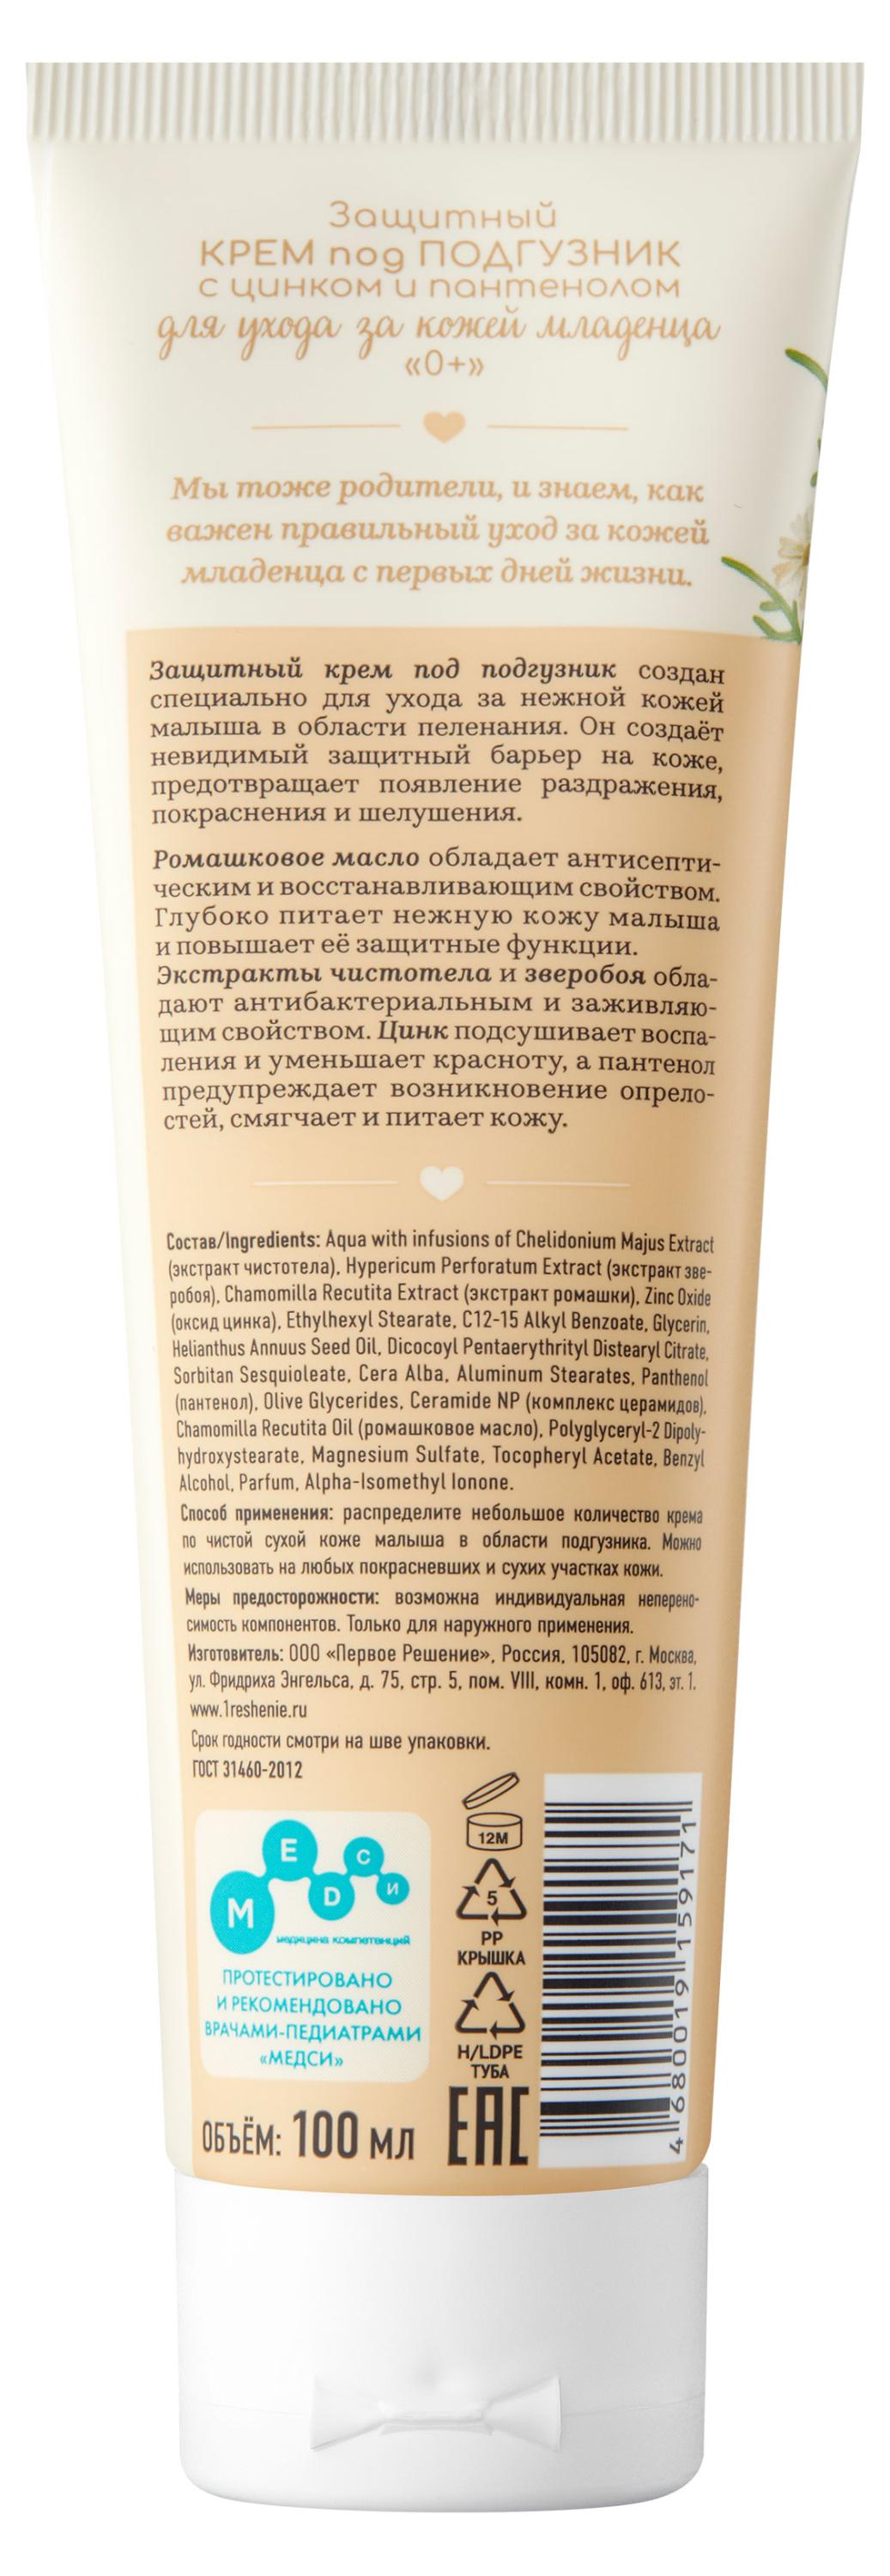 Защитный
КРЕМ под ПОДГУЗНИК
с цинком и пантенолом
для ухода за кожей младенца
«0+»
Мы тоже родители, и знаем, как
важен правильный уход за кожей
младенца с первых дней жизни.
Защитный крем под подгузник создан
специально для ухода за нежной кожей
малыша в области пеленания. Он создаёт
невидимый защитный барьер на коже,
предотвращает появление раздражения,
покраснения и шелушения.
Ромашковое масло обладает антисепти-
ческим и восстанавливающим свойством.
Глубоко питает нежную кожу малыша
и повышает её защитные функции.
Экстракты чистотела и зверобоя обла-
дают антибактериальным и заживляю-
щим свойством. Цинк подсушивает воспа-
ления и уменьшает красноту, а пантенол
предупреждает возникновение опрело-
стей, смягчает и питает кожу.
Состав/Ingredients: Aqua with infusions of Chelidonium Majus Extract
(экстракт чистотела), Hypericum Perforatum Extract (экстракт зве-
робоя), Chamomilla Recutita Extract (экстракт ромашки), Zinc Oxide
(оксид цинка), Ethylhexyl Stearate, C12-15 Alkyl Benzoate, Glycerin,
Helianthus Annuus Seed Oil, Dicocoyl Pentaerythrityl Distearyl Citrate,
Sorbitan Sesquioleate, Cera Alba, Aluminum Stearates, Panthenol
(пантенол), Olive Glycerides, Ceramide NP (комплекс церамидов),
Chamomilla Recutita Oil (ромашковое масло), Polyglyceryl-2 Dipoly-
hydroxystearate, Magnesium Sulfate, Tocopheryl Acetate, Benzyl
Alcohol, Parfum, Alpha-Isomethyl Ionone.
Способ применения: распределите небольшое количество крема
по чистой сухой коже малыша в области подгузника. Можно
использовать на любых покрасневших и сухих участках кожи.
Меры предосторожности: возможна индивидуальная неперено-
симость компонентов. Только для наружного применения.
Изготовитель: ООО «Первое Решение», Россия, 105082, г. Москва,
ул. Фридриха Энгельса, д. 75, стр. 5, пом. VIII, комн. 1, оф. 613, эт. 1.
www.1reshenie.ru
Срок годности смотри на шве упаковки.
ГОСТ 31460-2012
МЕDСИ
медицина компетенций
ПРОТЕСТИРОВАНО
И РЕКОМЕНДОВАНО
ВРАЧАМИ-ПЕДИАТРАМИ
«МЕДСИ»
ОБЪЁМ: 100 мл
12M
5
PP
КРЫШКА
H/LDPE
ТУБА
EAC
4 680019 159171